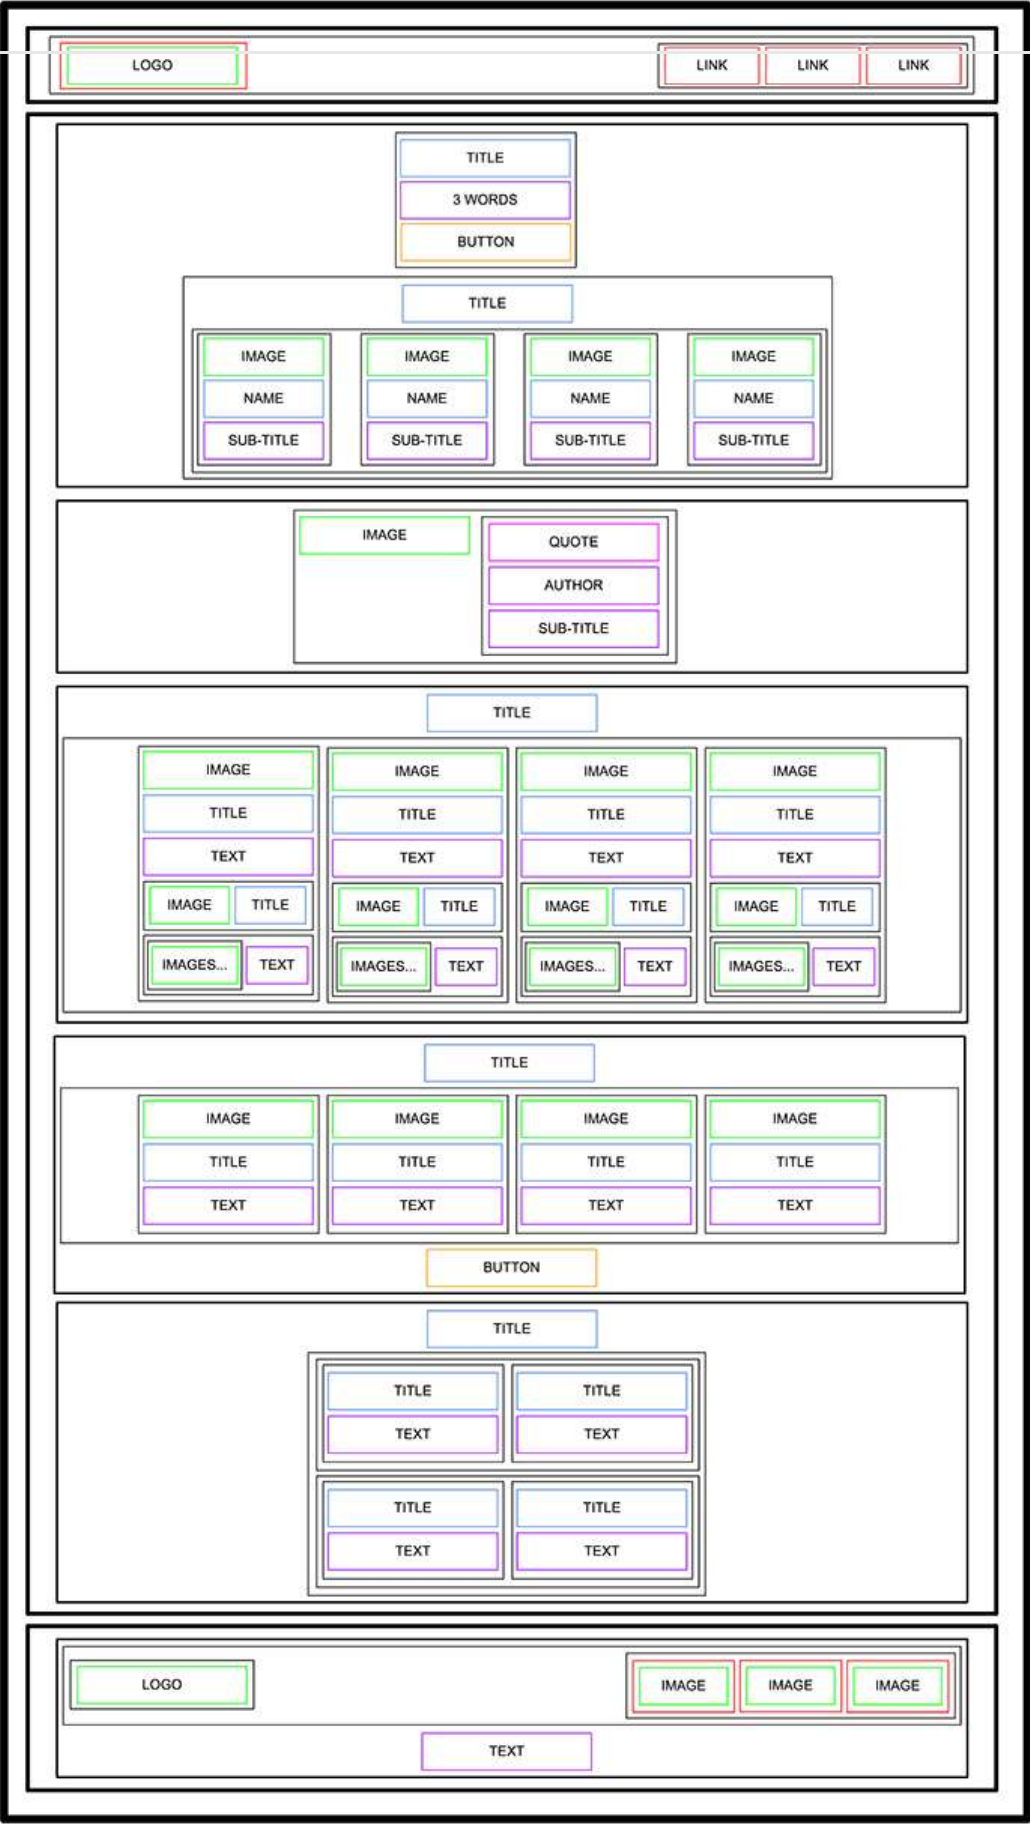 LOGO LINK LINK LINK
TITLE
3 WORDS
BUTTON
TITLE
IMAGE IMAGE IMAGE IMAGE
NAME NAME NAME NAME
SUB-TITLE SUB-TITLE SUB-TITLE SUB-TITLE
IMAGE QUOTE
AUTHOR
SUB-TITLE
TITLE
IMAGE IMAGE IMAGE IMAGE
TITLE TITLE TITLE TITLE
TEXT TEXT TEXT TEXT
IMAGE TITLE IMAGE TITLE IMAGE TITLE IMAGE TITLE
IMAGES... TEXT IMAGES... TEXT IMAGES... TEXT IMAGES... TEXT
TITLE
IMAGE IMAGE IMAGE IMAGE
TITLE TITLE TITLE TITLE
TEXT TEXT TEXT TEXT
BUTTON
TITLE
TITLE TITLE
TEXT TEXT
TITLE TITLE
TEXT TEXT
LOGO IMAGE IMAGE IMAGE
TEXT